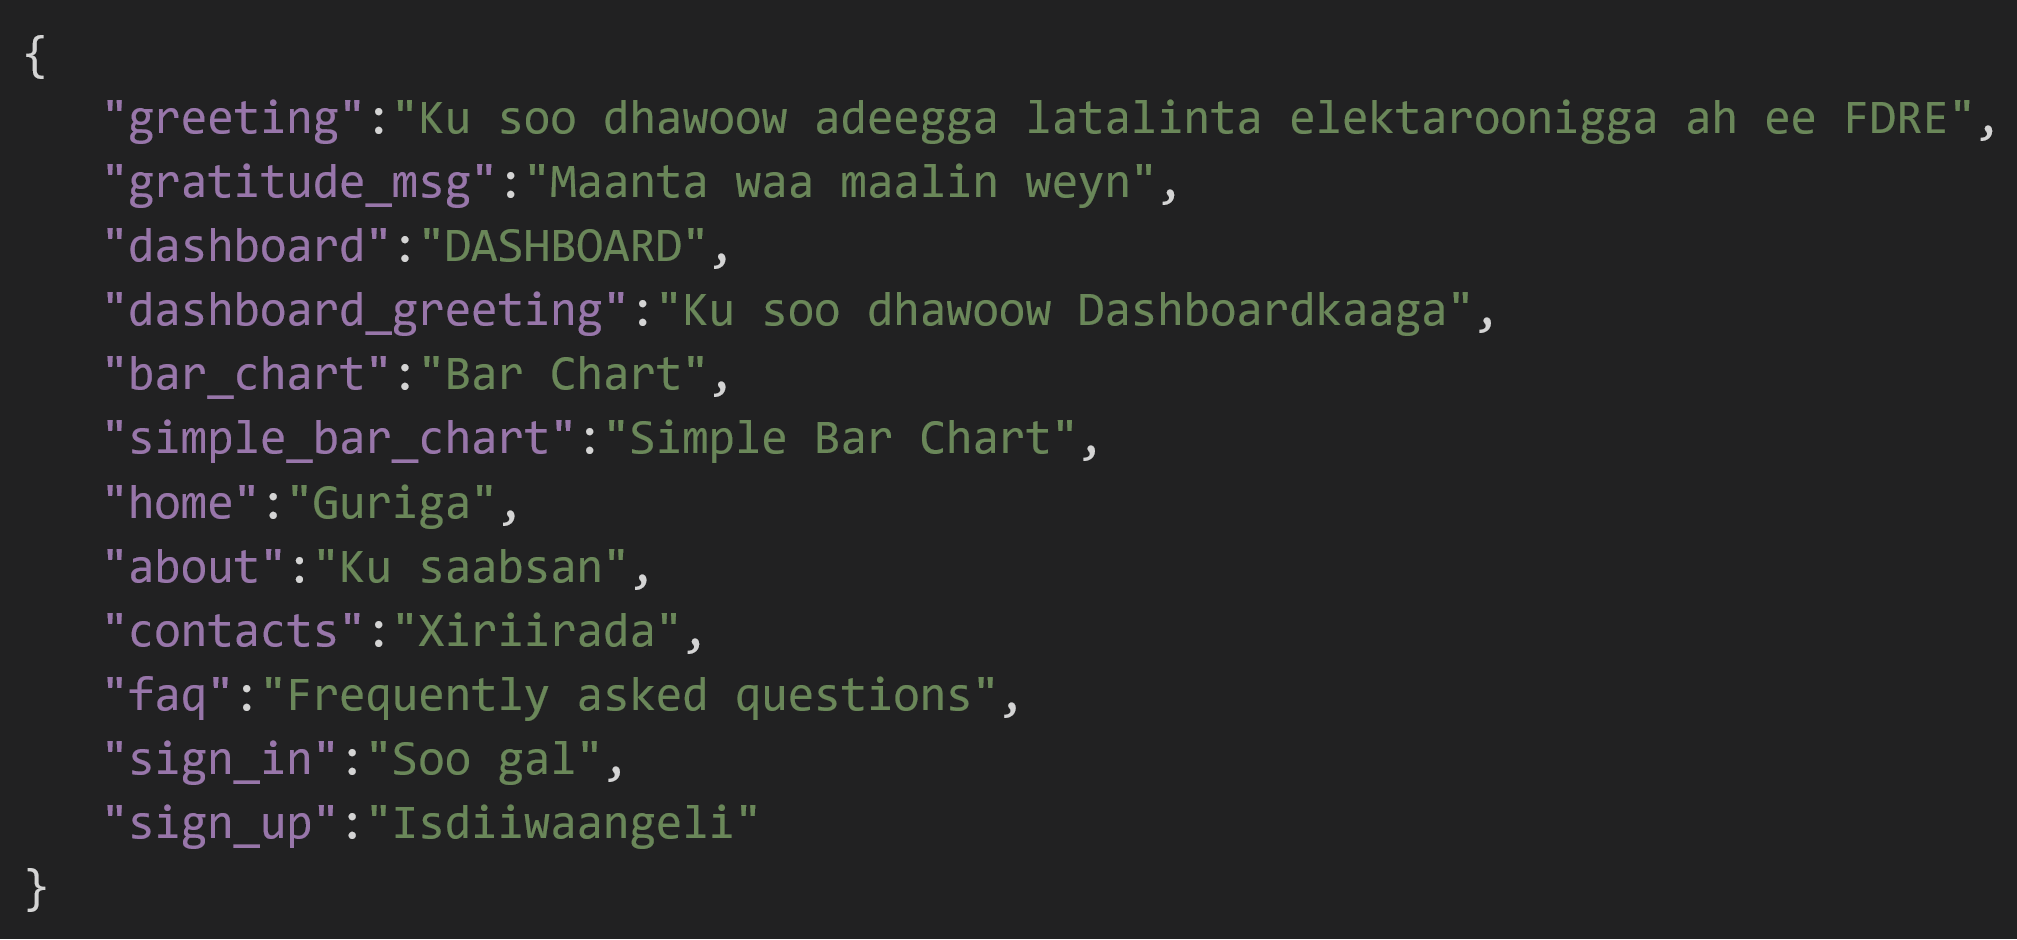 {
"greeting":"Ku soo dhawoow adeegga latalinta elektaroonigga ah ee FDRE",
"gratitude_msg":"Maanta waa maalin weyn",
"dashboard":"DASHBOARD",
"dashboard_greeting":"Ku soo dhawoow Dashboardkaaga",
"bar_chart":"Bar Chart",
"simple_bar_chart":"Simple Bar Chart",
"home":"Guriga",
"about":"Ku saabsan",
"contacts":"Xiriirada",
"faq":"Frequently asked questions",
"sign_in":"Soo gal",
"sign_up":"Isdiiwaangeli"
}